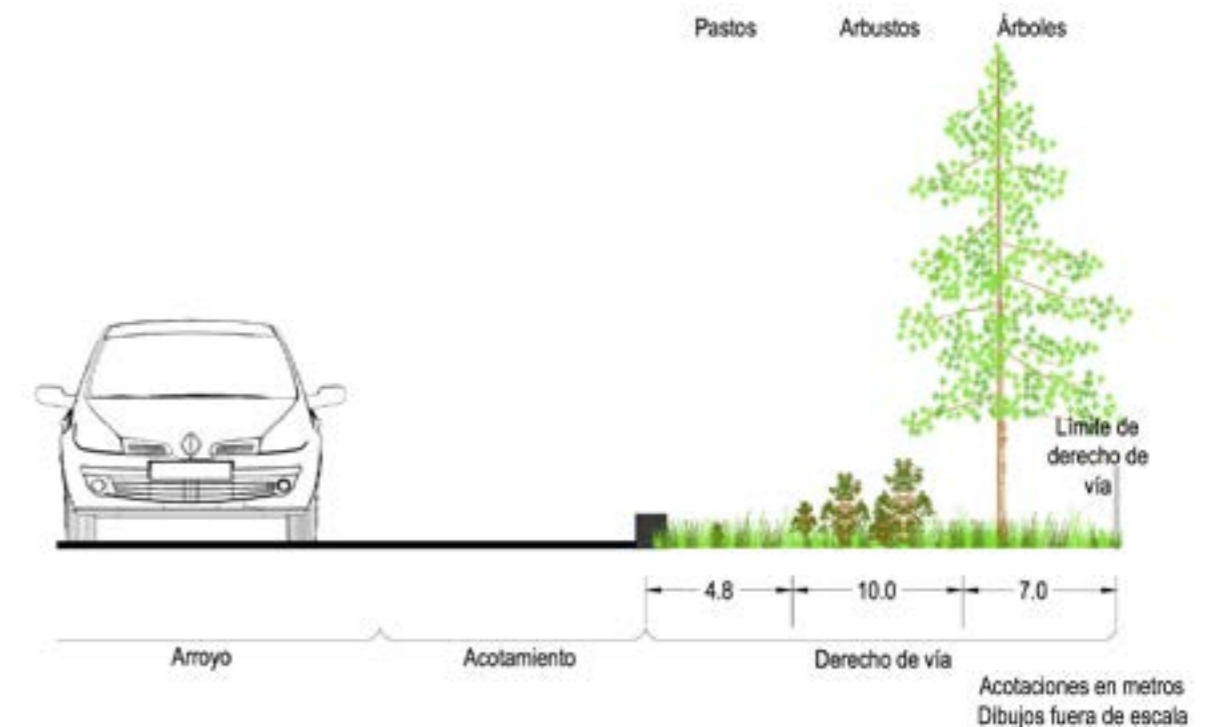 Pastos Arbustos Árboles
Límite de
derecho de
vía
4.8 10.0 7.0
Arroyo Acotamiento Derecho de vía
Acotaciones en metros
Dibujos fuera de escala